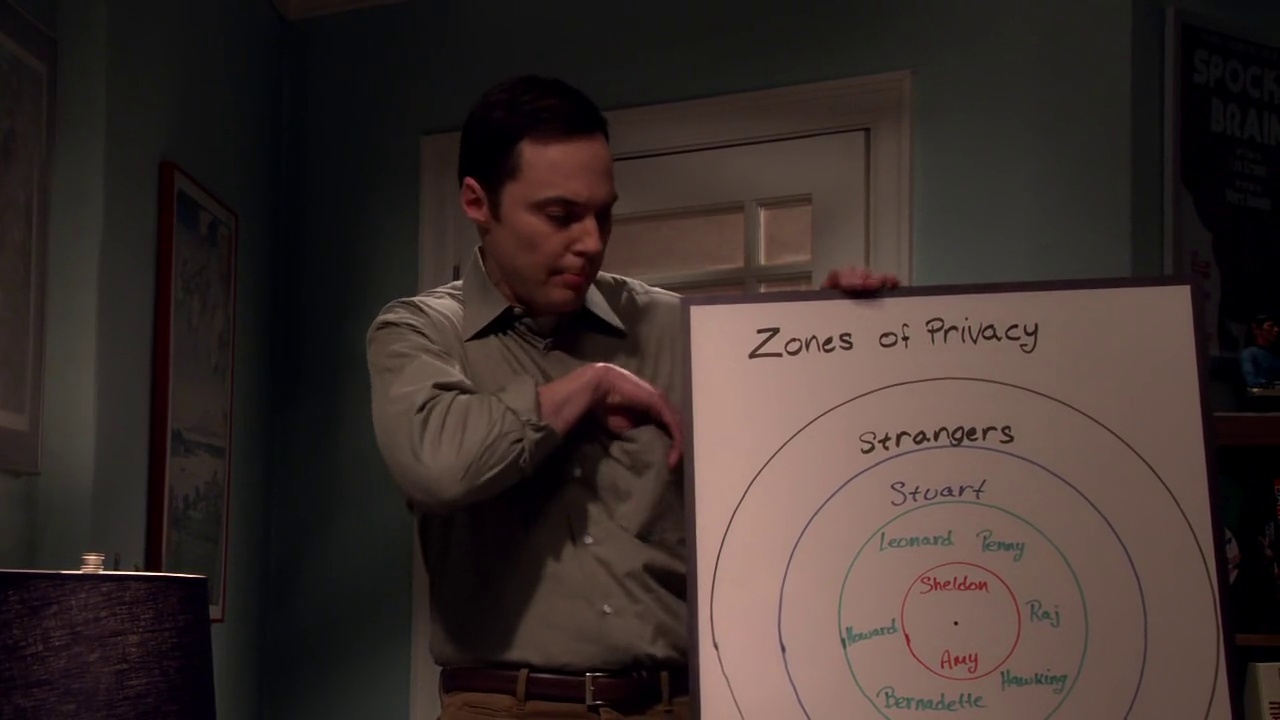 SPOCK
BRAIN
Zones of Privacy
Strangers
Stuart
Leonard Penny
Sheldon
Howard
Raj
Amy
Hawking
Bernadette